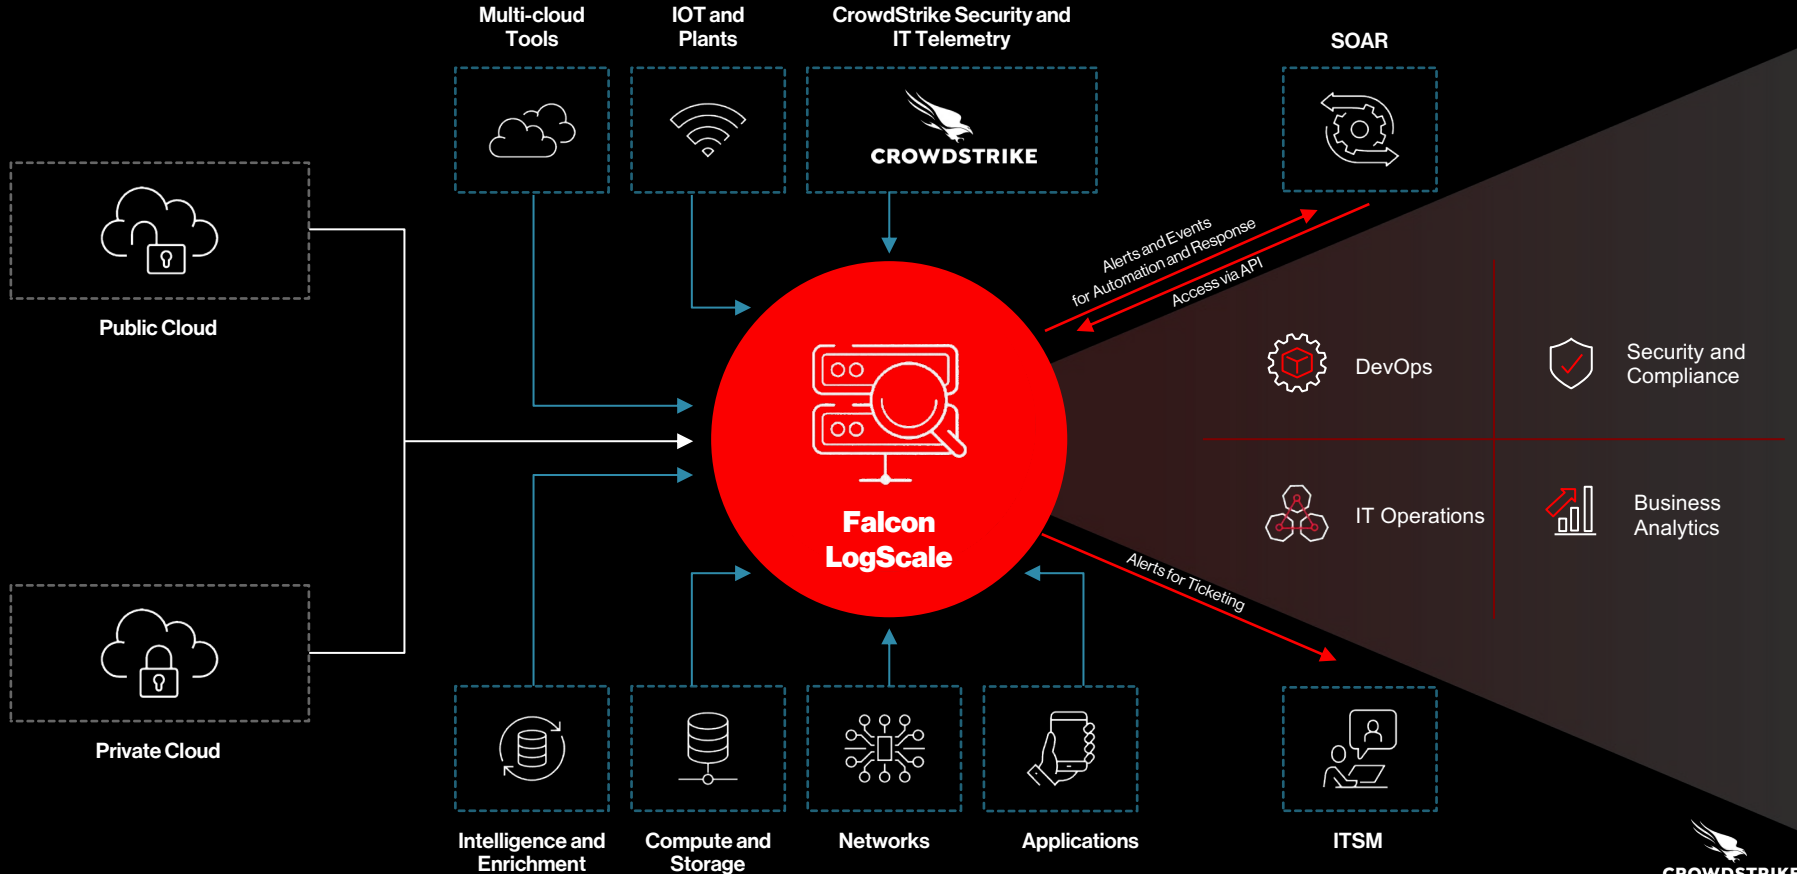 Multi-cloud
Tools
IOT and
Plants
CrowdStrike Security and
IT Telemetry
SOAR
CROWDSTRIKE
Public Cloud
Alerts and Events
for Automation and Response
Access via API
DevOps
Security and
Compliance
Falcon
LogScale
IT Operations
Business
Analytics
Alerts for Ticketing
Private Cloud
Intelligence and
Enrichment
Compute and
Storage
Networks
Applications
ITSM
CROWDSTRIKE